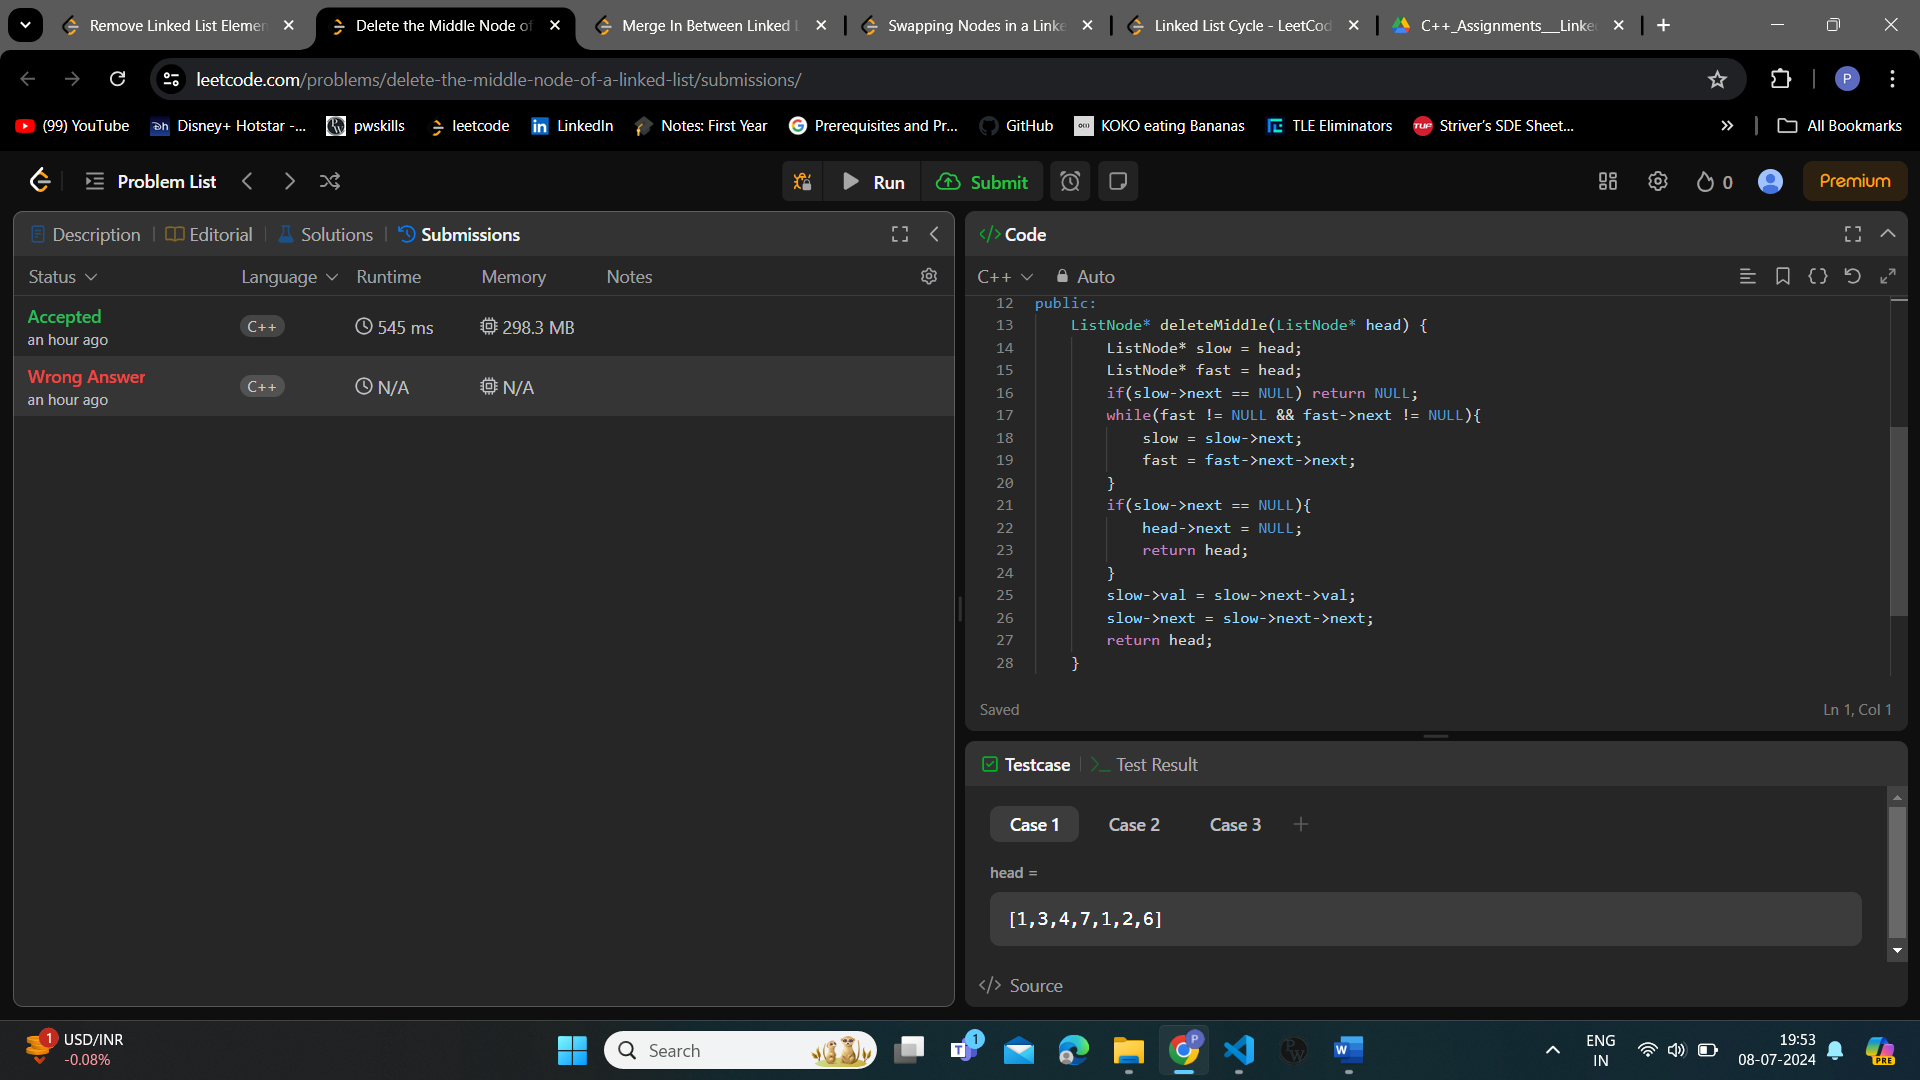 Remove Linked List Elemen
Delete the Middle Node of
Merge In Between Linked L
Swapping Nodes in a Linke
Linked List Cycle - LeetCod
C++_Assignments__Linke
leetcode.com/problems/delete-the-middle-node-of-a-linked-list/submissions/
P
(99) YouTube
Disney+ Hotstar -...
pwskills
leetcode
LinkedIn
Notes: First Year
Prerequisites and Pr...
GitHub
KOKO eating Bananas
TLE Eliminators
Striver's SDE Sheet...
All Bookmarks
Problem List
Run
Submit
0
Premium
Description
Editorial
Solutions
Submissions
Status
Language
Runtime
Memory
Notes
Accepted
an hour ago
C++
545 ms
298.3 MB
Wrong Answer
an hour ago
C++
N/A
N/A
</> Code
C++
Auto
12 public:
13 ListNode* deleteMiddle(ListNode* head) {
14 ListNode* slow = head;
15 ListNode* fast = head;
16 if(slow->next == NULL) return NULL;
17 while(fast != NULL && fast->next != NULL){
18 slow = slow->next;
19 fast = fast->next->next;
20 }
21 if(slow->next == NULL){
22 head->next = NULL;
23 return head;
24 }
25 slow->val = slow->next->val;
26 slow->next = slow->next->next;
27 return head;
28 }
Saved
Ln 1, Col 1
Testcase
Test Result
Case 1
Case 2
Case 3
head =
[1,3,4,7,1,2,6]
</> Source
1
USD/INR
-0.08%
Search
1
P
ENG
IN
19:53
08-07-2024
PRE